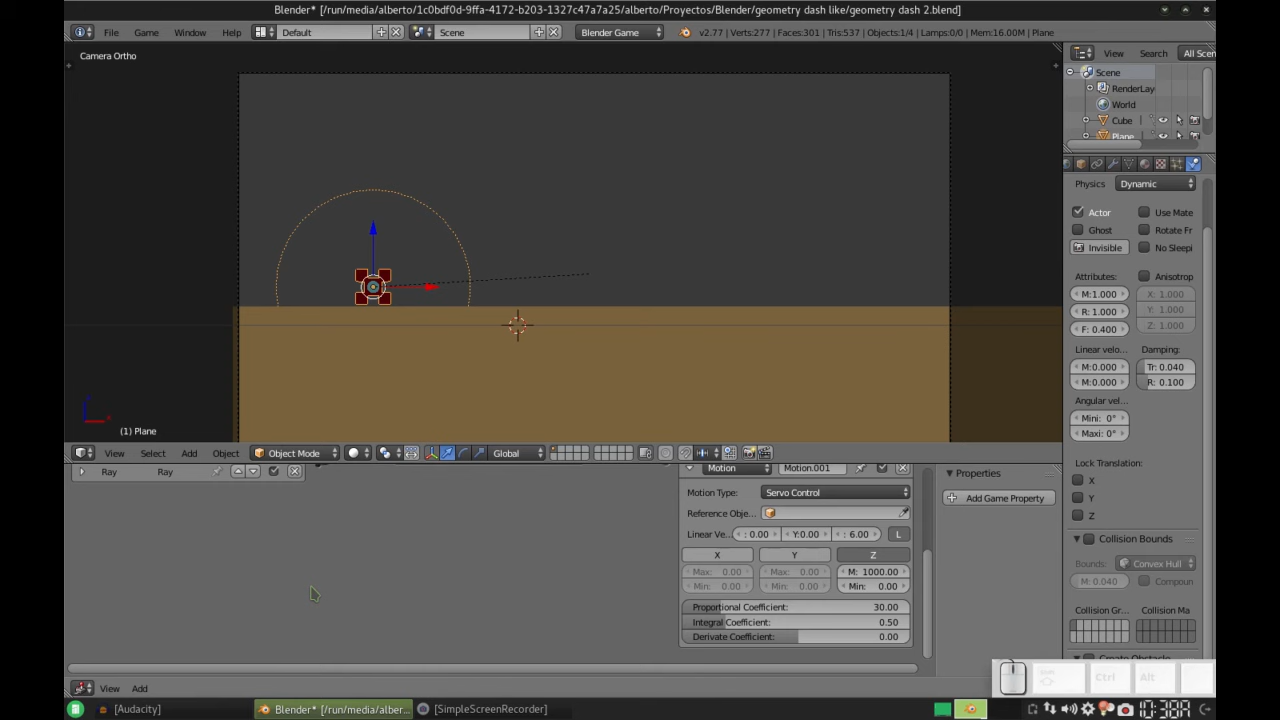 Blender* [/run/media/alberto/1c0bdf0d-9ffa-4172-b203-1327c47a7a25/alberto/Proyectos/Blender/geometry dash like/geometry dash 2.blend]
File Game Window Help Default Scene Blender Game v2.77 | Verts:277 | Faces:301 | Tris:537 | Objects:1/4 | Lamps:0/0 | Mem:16.00M | Plane
Camera Ortho
View Search All Scen
Scene
RenderLay
World
Cube
Plane
Physics Dynamic
Actor Use Mate
Ghost Rotate Fr
Invisible No Sleepi
Attributes: Anisotrop
M:1.000 X: 1.000
R: 1.000 Y: 1.000
F: 0.400 Z: 1.000
Linear velo... Damping:
M:0.000 Tr: 0.040
M:0.000 R: 0.100
Angular vel...
Mini: 0°
Maxi: 0°
Lock Translation:
X
Y
Z
Collision Bounds
Bounds: Convex Hull
M: 0.040 Compoun
Collision Gr... Collision Ma
Create Obstacle
(1) Plane
View Select Add Object Object Mode Global
Ray Ray
Motion Motion.001
Motion Type: Servo Control
Reference Obje...
Linear Ve... : 0.00 Y:0.00 : 6.00 L
X Y Z
Max: 0.00 Max: 0.00 M: 1000.00
Min: 0.00 Min: 0.00 Min: 0.00
Proportional Coefficient: 30.00
Integral Coefficient: 0.50
Derivate Coefficient: 0.00
Properties
Add Game Property
Ctrl Alt
View Add
[Audacity] Blender* [/run/media/alber... [SimpleScreenRecorder]